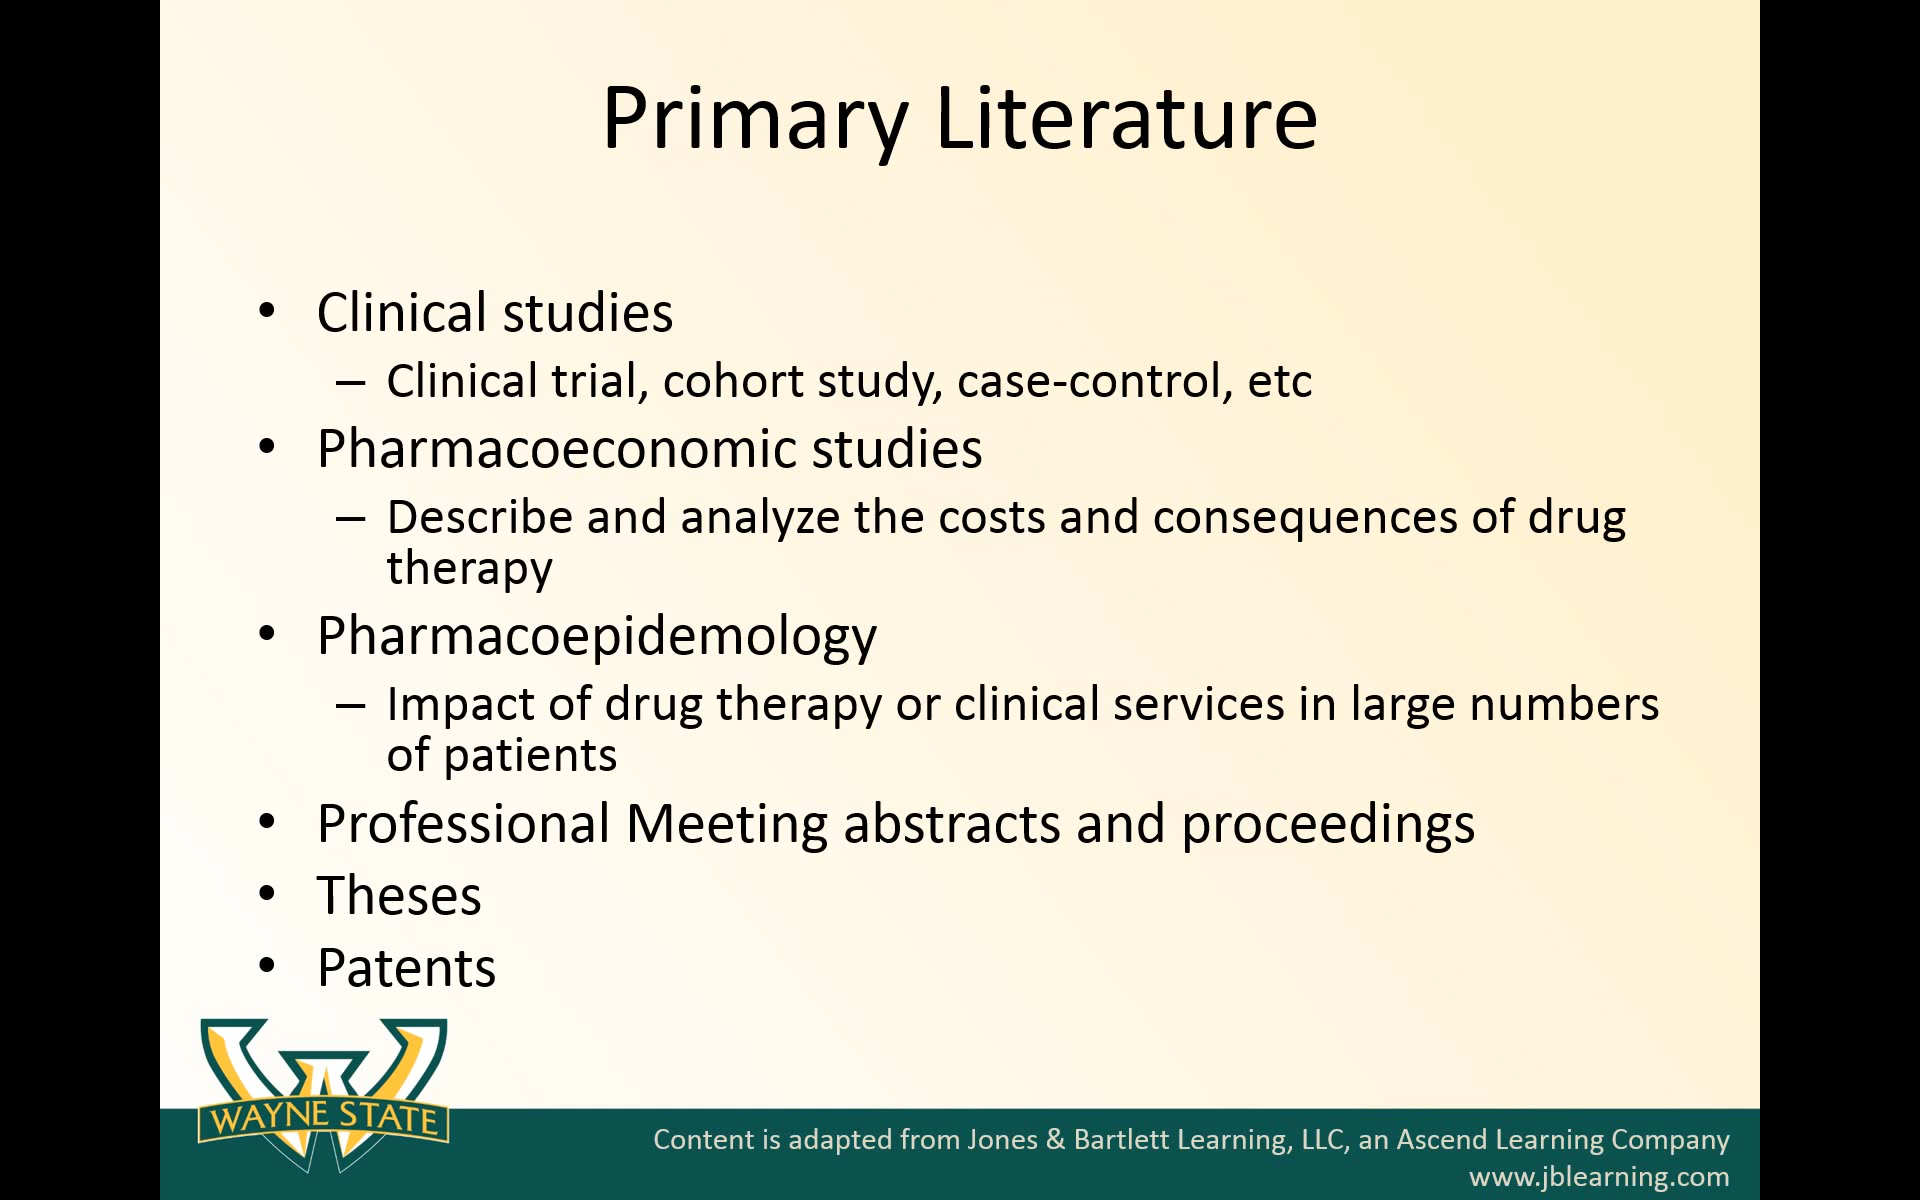 Primary Literature
• Clinical studies
– Clinical trial, cohort study, case-control, etc
• Pharmacoeconomic studies
– Describe and analyze the costs and consequences of drug
therapy
• Pharmacoepidemology
– Impact of drug therapy or clinical services in large numbers
of patients
• Professional Meeting abstracts and proceedings
• Theses
• Patents
WAYNE STATE
Content is adapted from Jones & Bartlett Learning, LLC, an Ascend Learning Company
www.jblearning.com